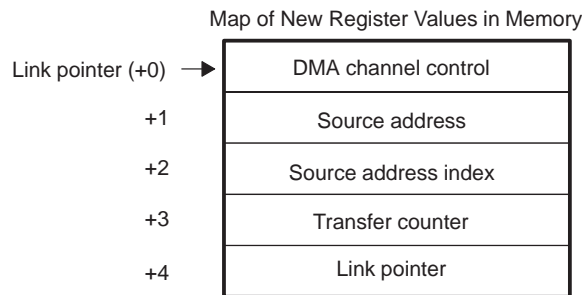 Map of New Register Values in Memory
Link pointer (+0) DMA channel control
+1 Source address
+2 Source address index
+3 Transfer counter
+4 Link pointer